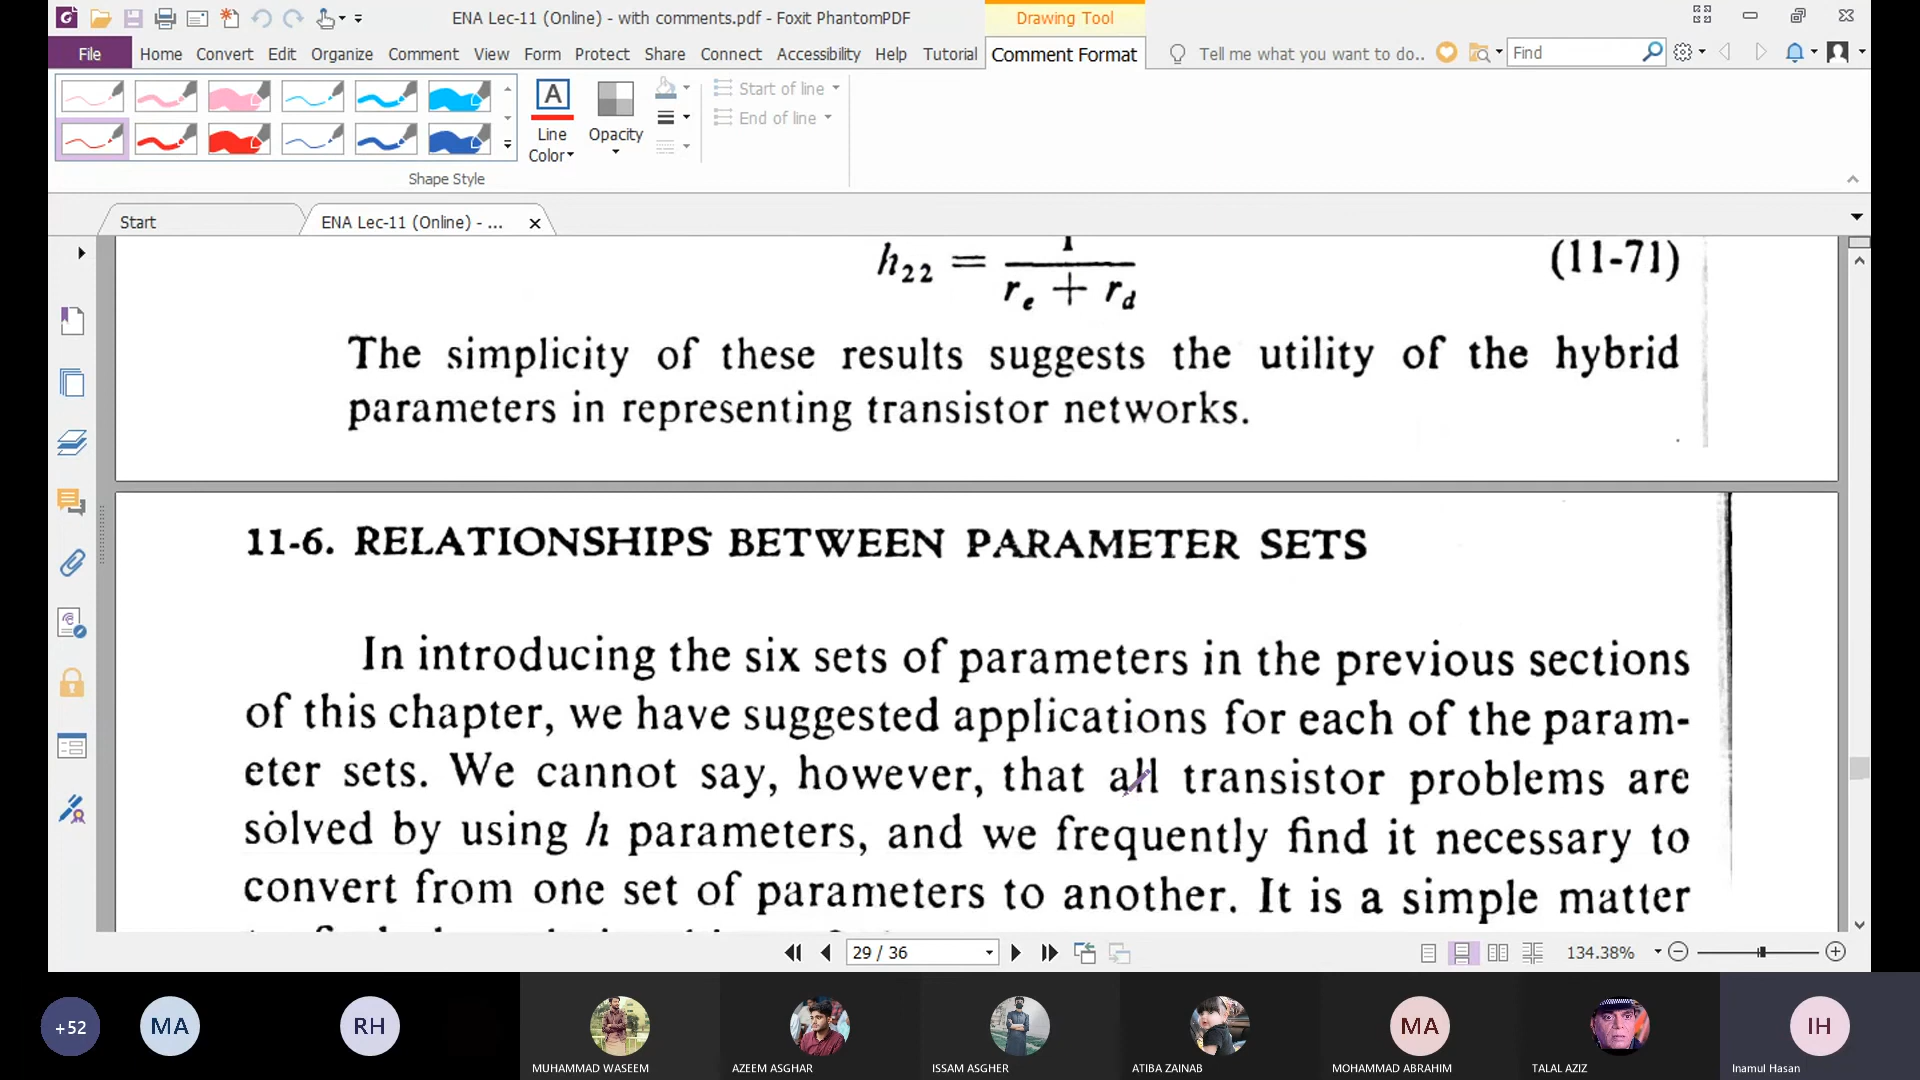 ENA Lec-11 (Online) - with comments.pdf - Foxit PhantomPDF
Drawing Tool
File Home Convert Edit Organize Comment View Form Protect Share Connect Accessibility Help Tutorial Comment Format Tell me what you want to do.. Find
A
Line Color
Opacity
Start of line
End of line
Shape Style
Start
ENA Lec-11 (Online) - ...
h22 = 1 / (re + rd) (11-71)
The simplicity of these results suggests the utility of the hybrid
parameters in representing transistor networks.
11-6. RELATIONSHIPS BETWEEN PARAMETER SETS
In introducing the six sets of parameters in the previous sections
of this chapter, we have suggested applications for each of the param-
eter sets. We cannot say, however, that all transistor problems are
solved by using h parameters, and we frequently find it necessary to
convert from one set of parameters to another. It is a simple matter
29 / 36
134.38%
+52
MA
RH
MUHAMMAD WASEEM
AZEEM ASGHAR
ISSAM ASGHER
ATIBA ZAINAB
MA
MOHAMMAD ABRAHIM
TALAL AZIZ
IH
Inamul Hasan